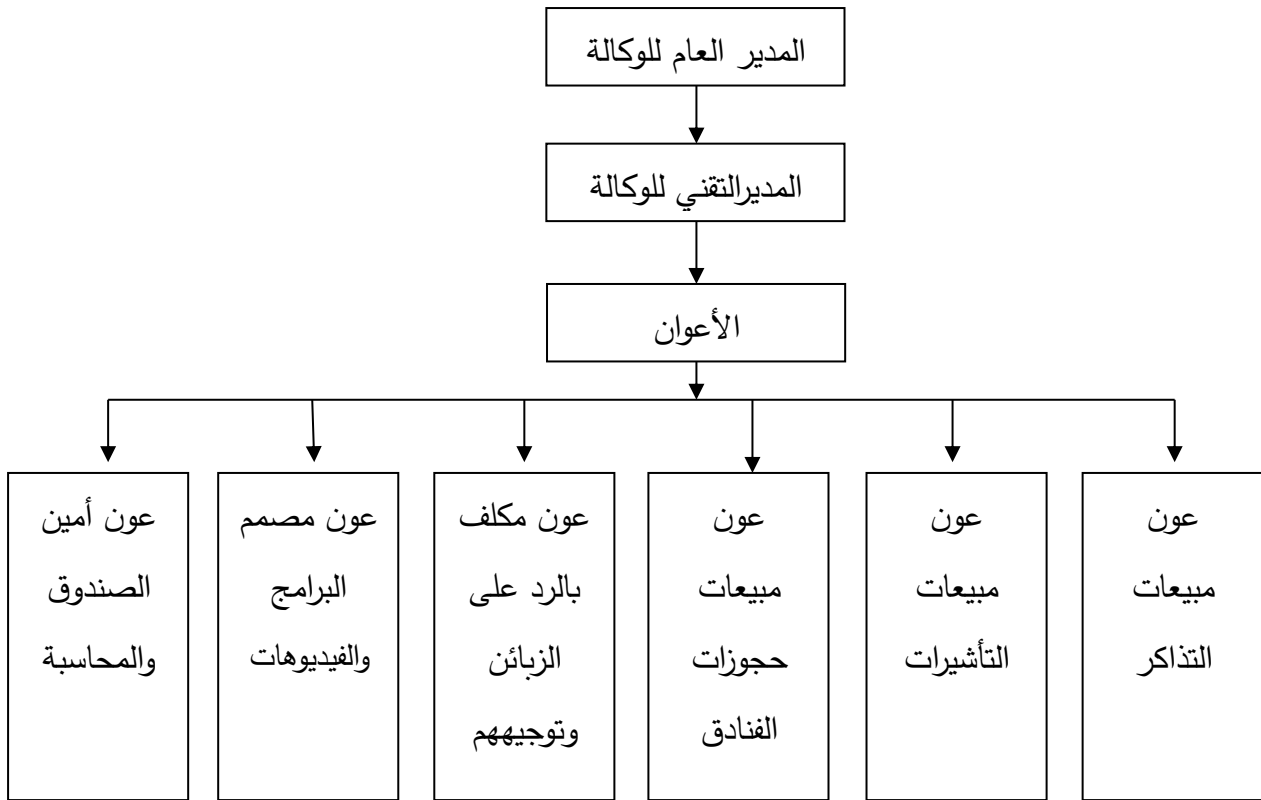 المدير العام للوكالة
المديرالتقني للوكالة
الأعوان
عون
مبيعات
التذاكر
عون
مبيعات
التأشيرات
عون
مبيعات
حجوزات
الفنادق
عون مكلف
بالرد على
الزبائن
وتوجيههم
عون مصمم
البرامج
والفيديوهات
عون أمين
الصندوق
والمحاسبة